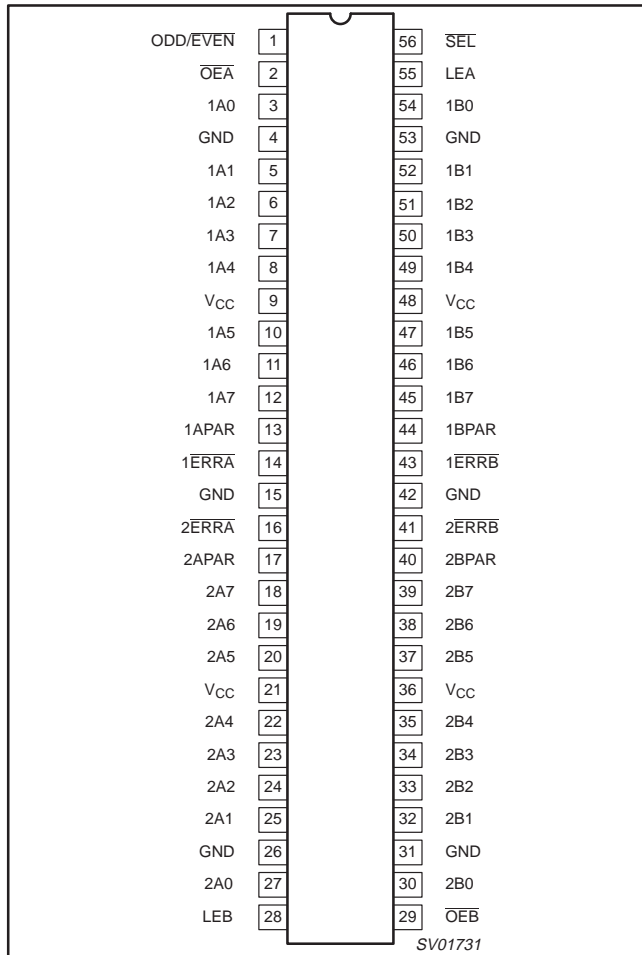 ODD/EVEN 1 56 SEL
OEA 2 55 LEA
1A0 3 54 1B0
GND 4 53 GND
1A1 5 52 1B1
1A2 6 51 1B2
1A3 7 50 1B3
1A4 8 49 1B4
VCC 9 48 VCC
1A5 10 47 1B5
1A6 11 46 1B6
1A7 12 45 1B7
1APAR 13 44 1BPAR
1ERRA 14 43 1ERRB
GND 15 42 GND
2ERRA 16 41 2ERRB
2APAR 17 40 2BPAR
2A7 18 39 2B7
2A6 19 38 2B6
2A5 20 37 2B5
VCC 21 36 VCC
2A4 22 35 2B4
2A3 23 34 2B3
2A2 24 33 2B2
2A1 25 32 2B1
GND 26 31 GND
2A0 27 30 2B0
LEB 28 29 OEB
SV01731